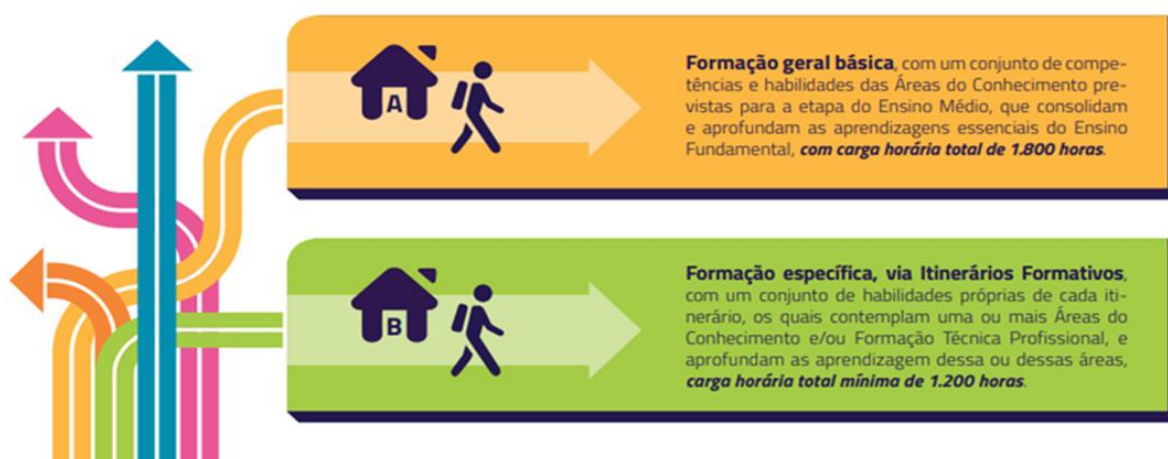 A
Formação geral básica, com um conjunto de compe-
tências e habilidades das Áreas do Conhecimento pre-
vistas para a etapa do Ensino Médio, que consolidam
e aprofundam as aprendizagens essenciais do Ensino
Fundamental, com carga horária total de 1.800 horas.
B
Formação específica, via Itinerários Formativos,
com um conjunto de habilidades próprias de cada iti-
nerário, os quais contemplam uma ou mais Áreas do
Conhecimento e/ou Formação Técnica Profissional, e
aprofundam as aprendizagem dessa ou dessas áreas,
carga horária total mínima de 1.200 horas.